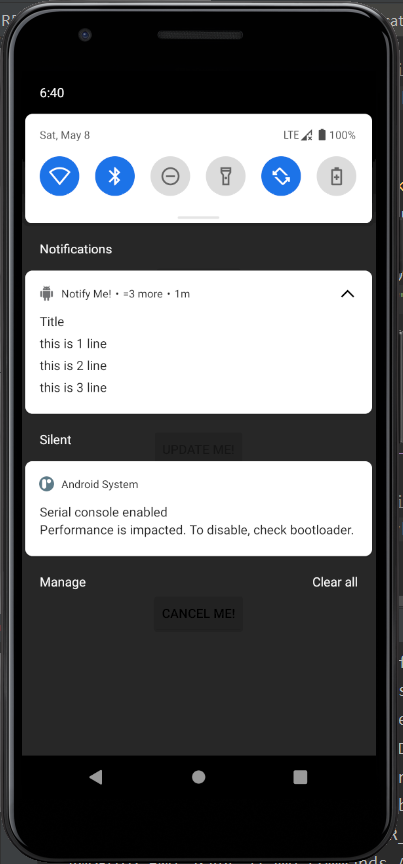 6:40
Sat, May 8 LTE 100%
Notifications
Notify Me! • =3 more • 1m
Title
this is 1 line
this is 2 line
this is 3 line
UPDATE ME!
Silent
Android System
Serial console enabled
Performance is impacted. To disable, check bootloader.
Manage Clear all
CANCEL ME!